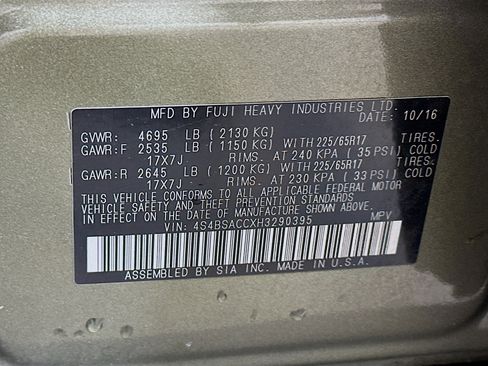 MFD BY FUJI HEAVY INDUSTRIES LTD.
DATE: 10/16
GVWR: 4695 LB ( 2130 KG)
GAWR:F 2535 LB ( 1150 KG) WITH 225/65R17 TIRES.
17X7J RIMS. AT 240 KPA ( 35 PSI) COLD
GAWR:R 2645 LB ( 1200 KG) WITH 225/65R17 TIRES.
17X7J RIMS. AT 230 KPA ( 33 PSI) COLD
THIS VEHICLE CONFORMS TO ALL APPLICABLE FEDERAL MOTOR
VEHICLE SAFETY AND THEFT PREVENTION STANDARDS
IN EFFECT ON THE DATE OF MANUFACTURE SHOWN ABOVE.
VIN: 4S4BSACCXH3290395 MPV
ASSEMBLED BY SIA INC. MADE IN U.S.A.